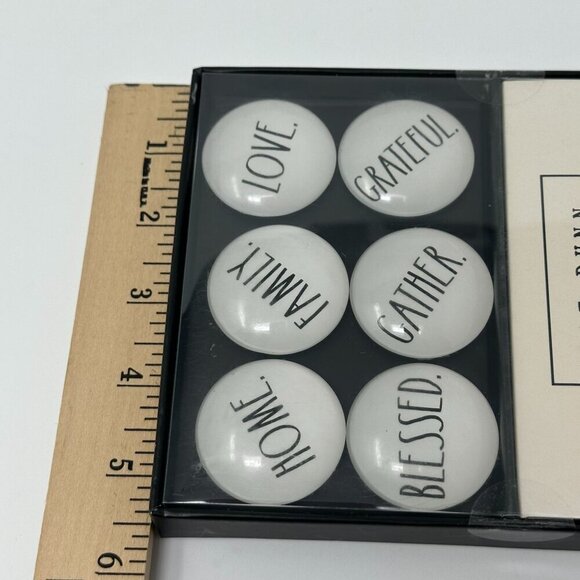 LOVE.
GRATEFUL.
FAMILY.
GATHER.
HOME.
BLESSED.
1
2
3
4
5
6